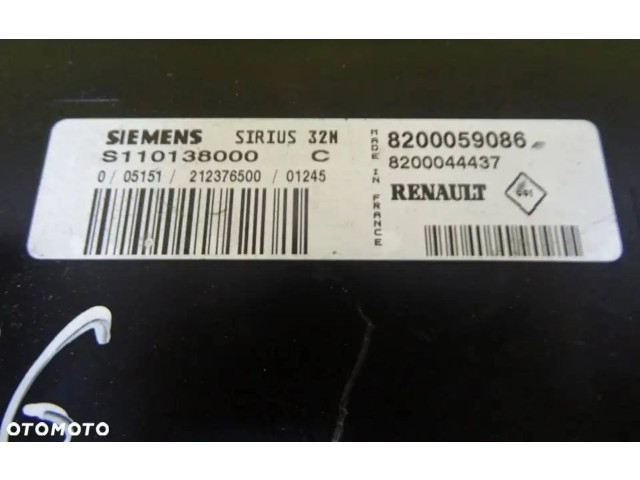 SIEMENS SIRIUS 32N
S110138000 C
0 / 05151 / 212376500 / 01245
MADE IN FRANCE
8200059086
8200044437
RENAULT
OTOMOTO